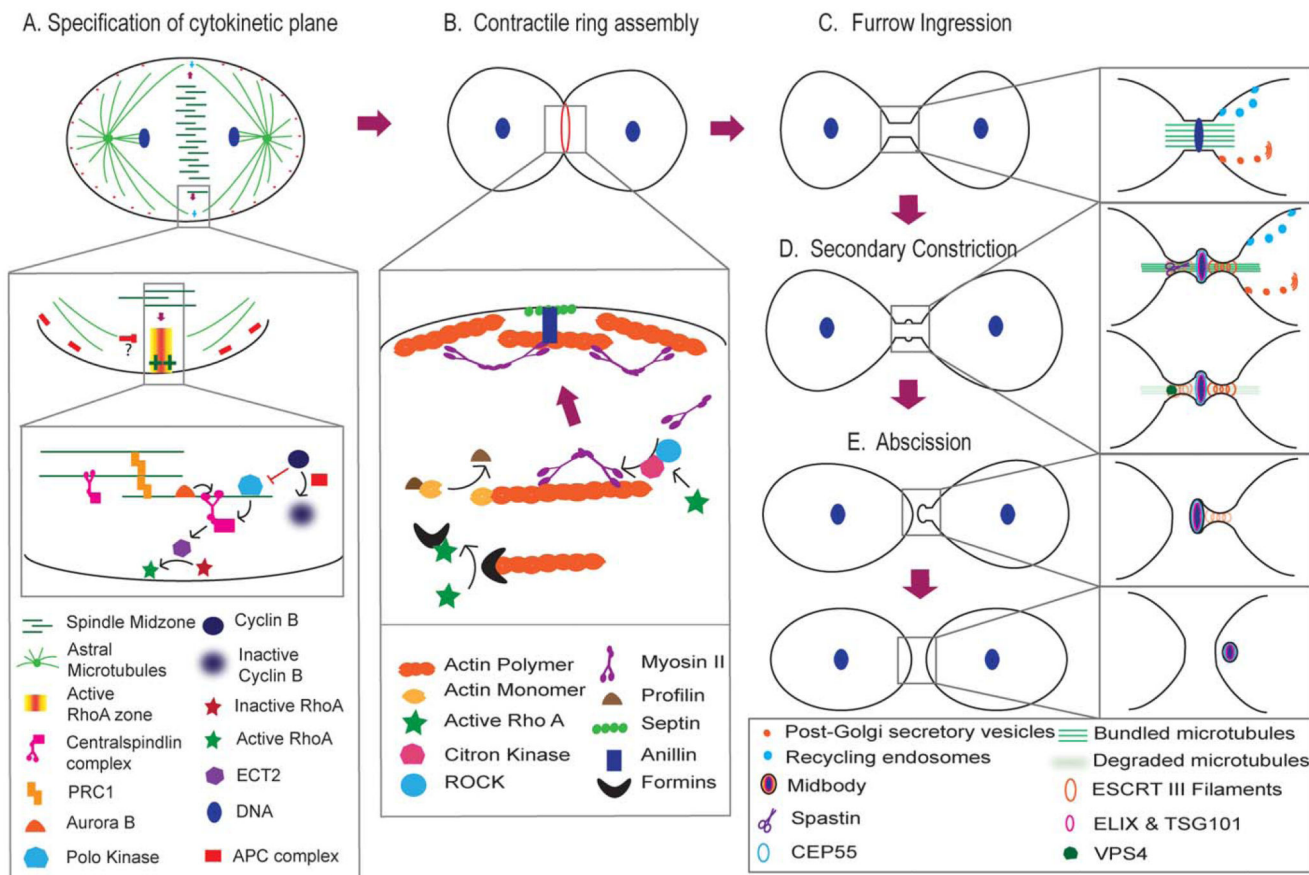 A. Specification of cytokinetic plane
B. Contractile ring assembly
C. Furrow Ingression
?
++
D. Secondary Constriction
E. Abscission
Spindle Midzone
Astral
Microtubules
Active
RhoA zone
Centralspindlin
complex
PRC1
Aurora B
Polo Kinase
Cyclin B
Inactive
Cyclin B
Inactive RhoA
Active RhoA
ECT2
DNA
APC complex
Actin Polymer
Actin Monomer
Active Rho A
Citron Kinase
ROCK
Myosin II
Profilin
Septin
Anillin
Formins
Post-Golgi secretory vesicles
Recycling endosomes
Midbody
Spastin
CEP55
Bundled microtubules
Degraded microtubules
ESCRT III Filaments
ELIX & TSG101
VPS4